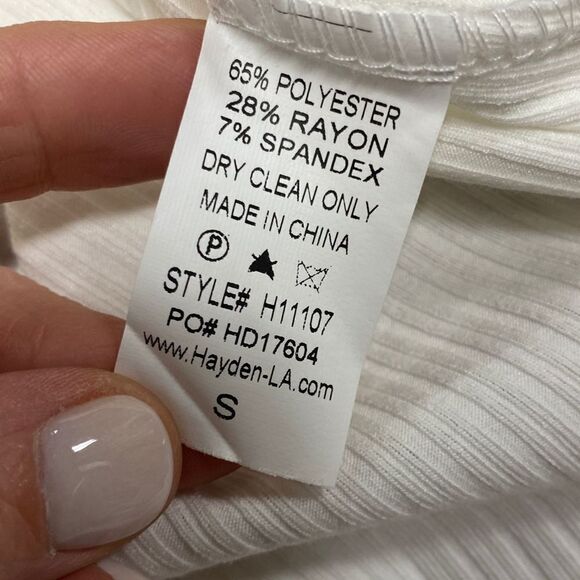 65% POLYESTER
28% RAYON
7% SPANDEX
DRY CLEAN ONLY
MADE IN CHINA
P
STYLE# H11107
PO# HD17604
www.Hayden-LA.com
S